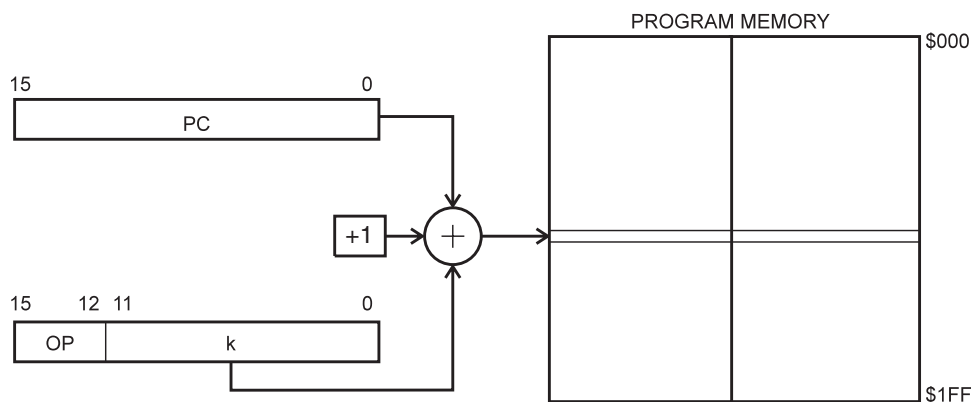 PROGRAM MEMORY
$000
15 0
PC
+1
+
15 12 11 0
OP k
$1FF